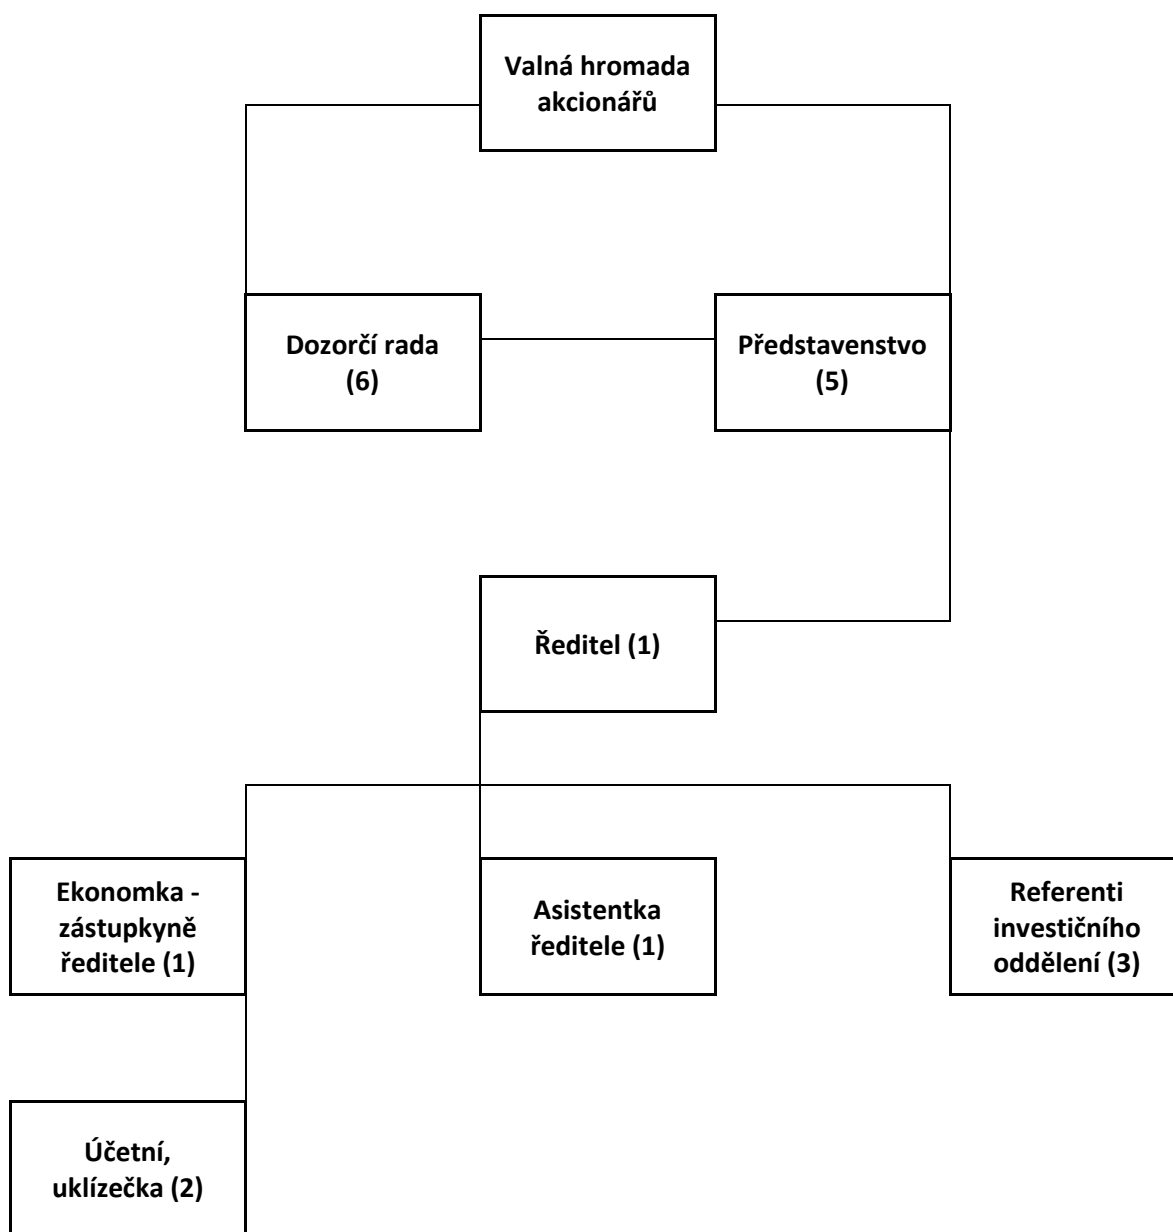 Valná hromada
akcionářů
Dozorčí rada
(6)
Představenstvo
(5)
Ředitel (1)
Ekonomka -
zástupkyně
ředitele (1)
Asistentka
ředitele (1)
Referenti
investičního
oddělení (3)
Účetní,
uklízečka (2)